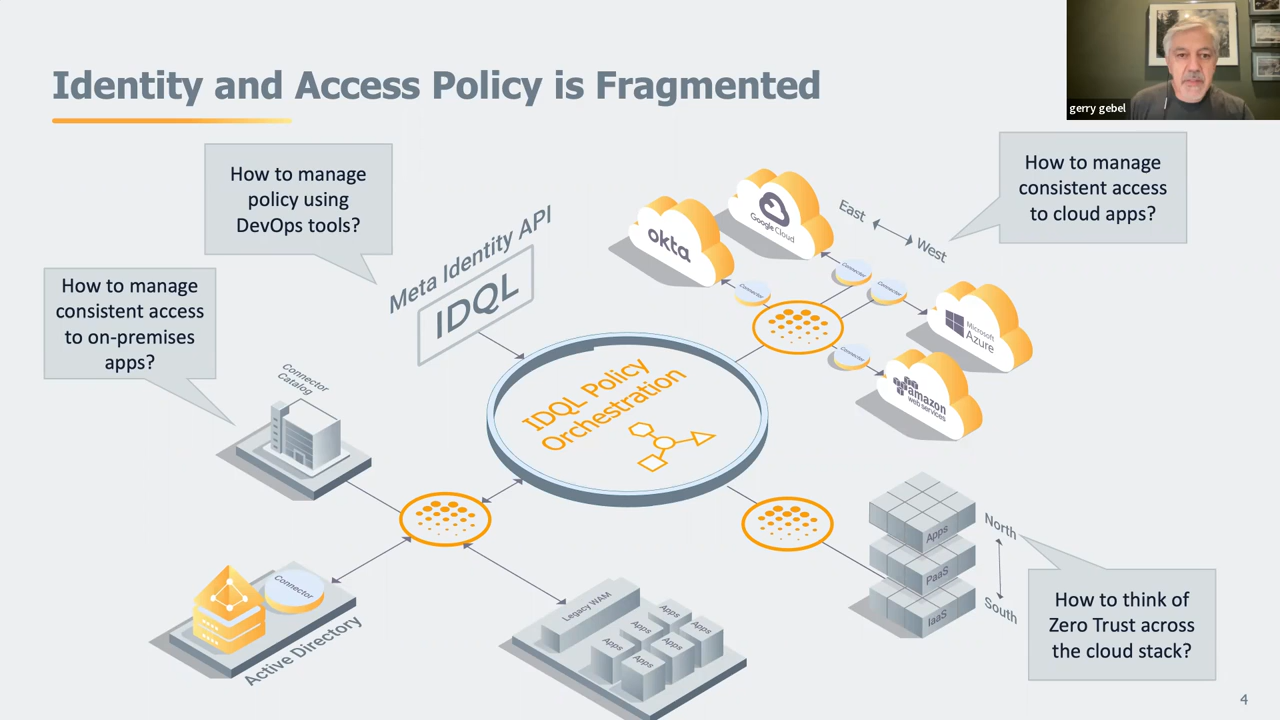 Identity and Access Policy is Fragmented
gerry gebel
How to manage
policy using
DevOps tools?
How to manage
consistent access
to cloud apps?
How to manage
consistent access
to on-premises
apps?
Meta Identity API
IDQL
okta
Google Cloud
East
West
Connector
Connector
Connector
Connector
Microsoft
Azure
amazon
web services
IDQL Policy
Orchestration
Connector
Catalog
Connector
Active Directory
Legacy WAM
Apps
Apps
Apps
Apps
Apps
Apps
Apps
PaaS
IaaS
North
South
How to think of
Zero Trust across
the cloud stack?
4